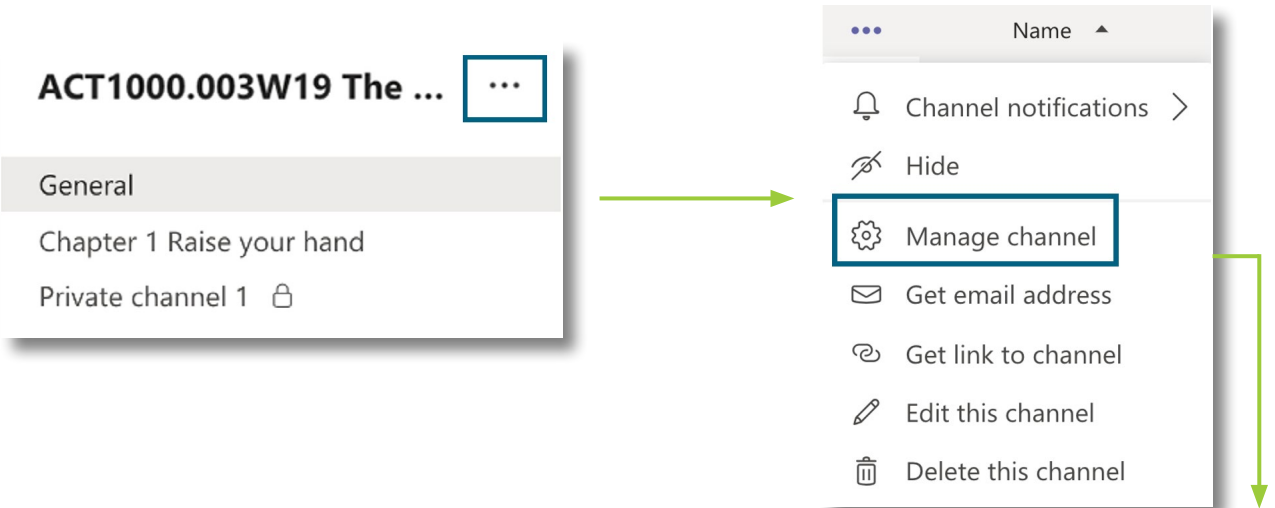 ACT1000.003W19 The ...
General
Chapter 1 Raise your hand
Private channel 1
Name
Channel notifications
Hide
Manage channel
Get email address
Get link to channel
Edit this channel
Delete this channel